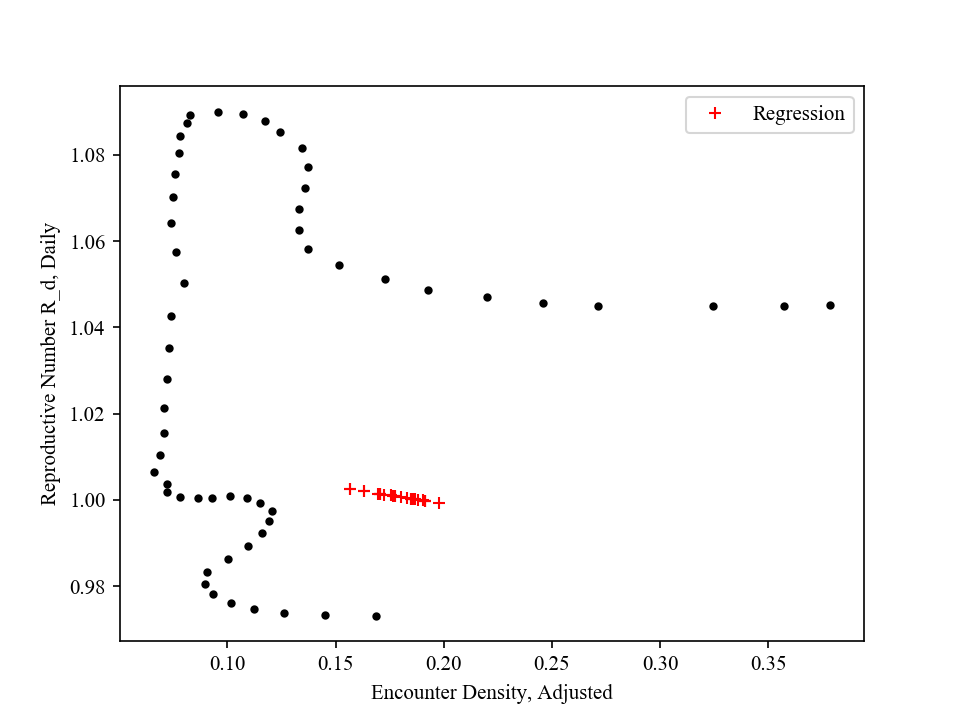 Regression
1.08
1.06
1.04
1.02
1.00
0.98
Reproductive Number R_d, Daily
0.10 0.15 0.20 0.25 0.30 0.35
Encounter Density, Adjusted